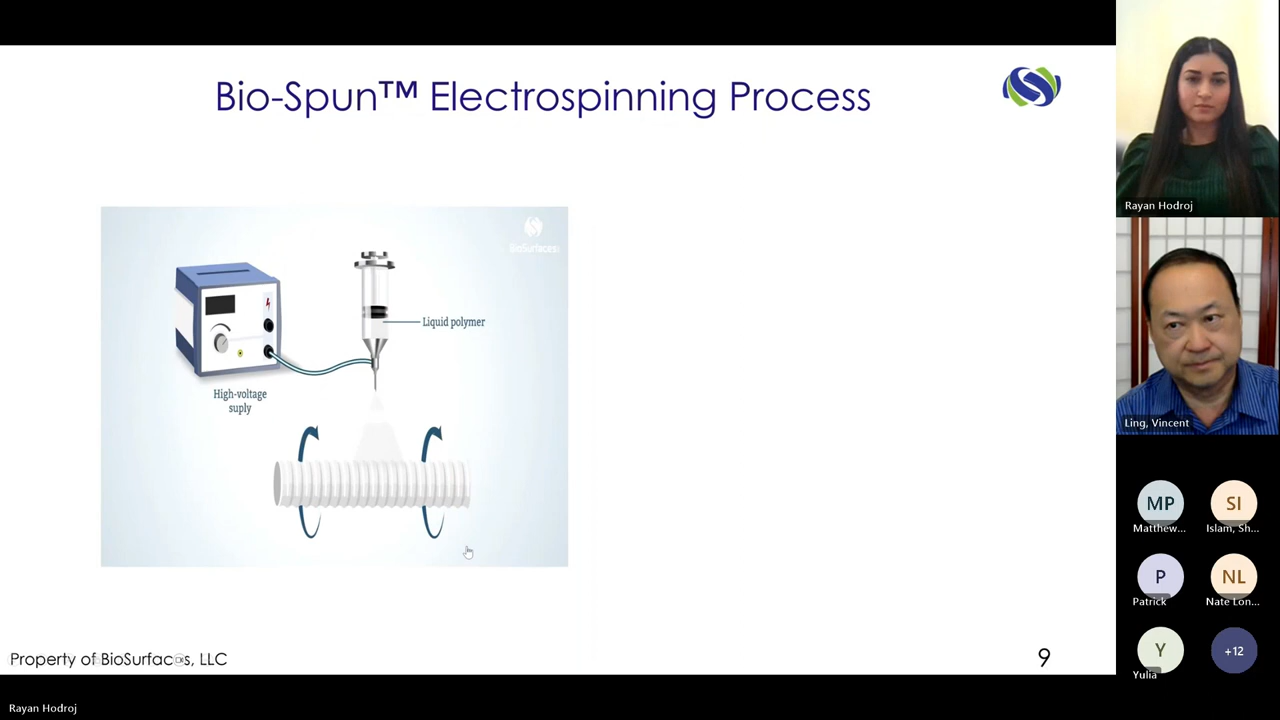 Bio-Spun™ Electrospinning Process
BioSurfaces
Liquid polymer
High-voltage
suply
Property of BioSurfaces, LLC
9
Rayan Hodroj
Rayan Hodroj
Ling, Vincent
MP
SI
Matthew...
Islam, Sh...
P
NL
Patrick
Nate Lon...
Y
+12
Yulia